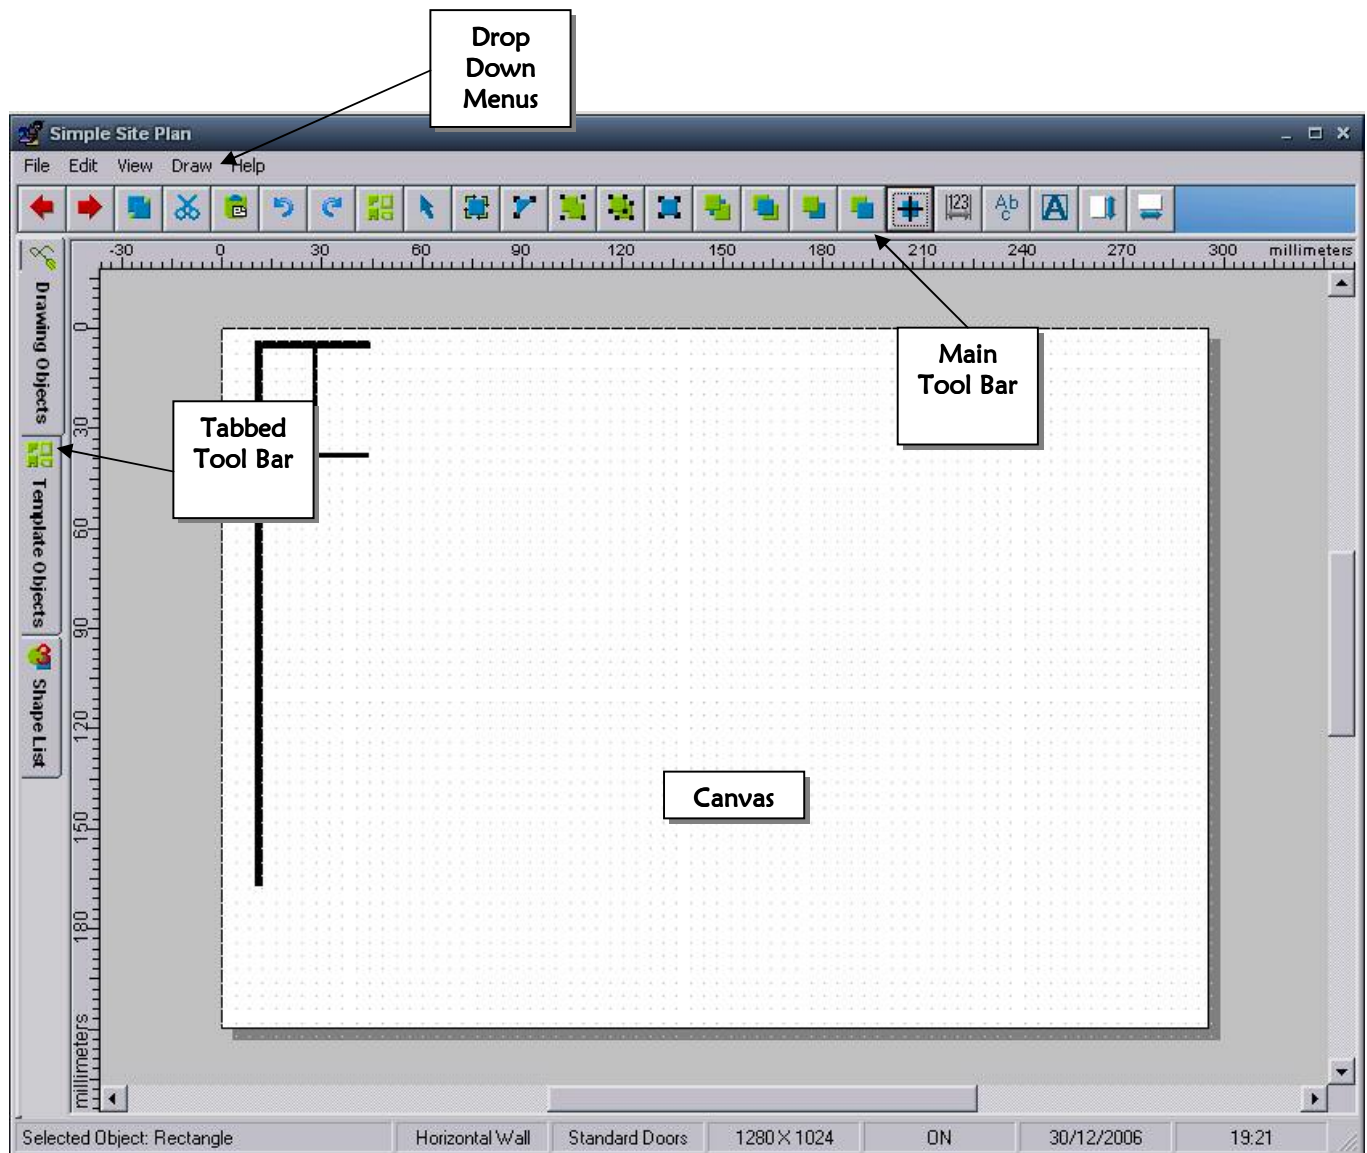 Drop
Down
Menus
Simple Site Plan
File Edit View Draw Help
123 Ab c A
-30 0 30 60 90 120 150 180 210 240 270 300 millimeters
Drawing Objects
Template Objects
3 Shape List
0
30
60
90
120
150
180
millimeters
Main
Tool Bar
Tabbed
Tool Bar
Canvas
Selected Object: Rectangle Horizontal Wall Standard Doors 1280 X 1024 ON 30/12/2006 19:21